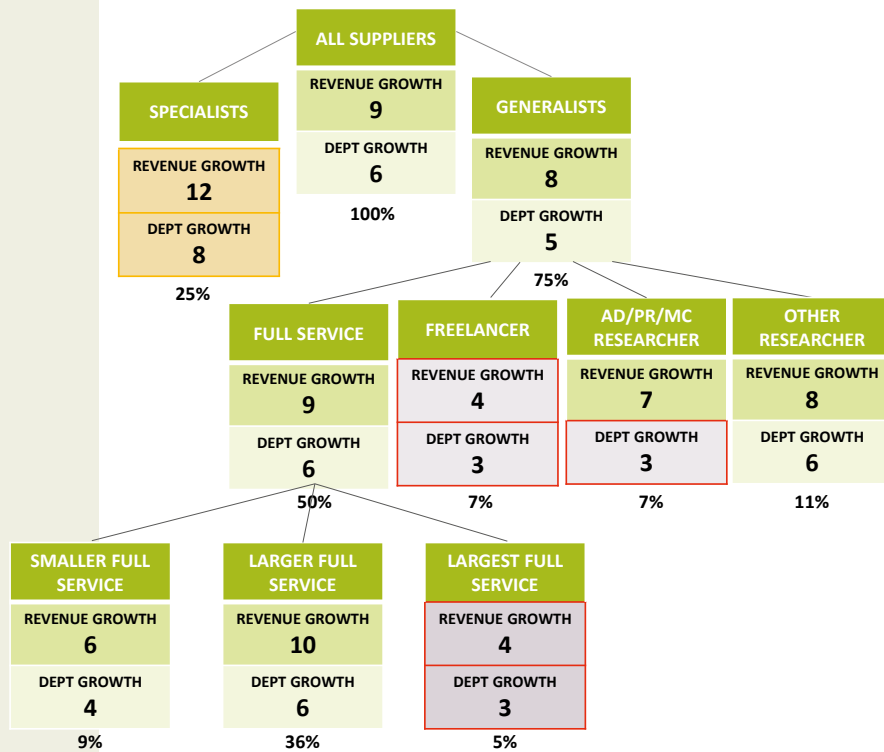 ALL SUPPLIERS
REVENUE GROWTH
9
DEPT GROWTH
6
100%
SPECIALISTS
REVENUE GROWTH
12
DEPT GROWTH
8
25%
GENERALISTS
REVENUE GROWTH
8
DEPT GROWTH
5
75%
FULL SERVICE
REVENUE GROWTH
9
DEPT GROWTH
6
50%
FREELANCER
REVENUE GROWTH
4
DEPT GROWTH
3
7%
AD/PR/MC
RESEARCHER
REVENUE GROWTH
7
DEPT GROWTH
3
7%
OTHER
RESEARCHER
REVENUE GROWTH
8
DEPT GROWTH
6
11%
SMALLER FULL
SERVICE
REVENUE GROWTH
6
DEPT GROWTH
4
9%
LARGER FULL
SERVICE
REVENUE GROWTH
10
DEPT GROWTH
6
36%
LARGEST FULL
SERVICE
REVENUE GROWTH
4
DEPT GROWTH
3
5%